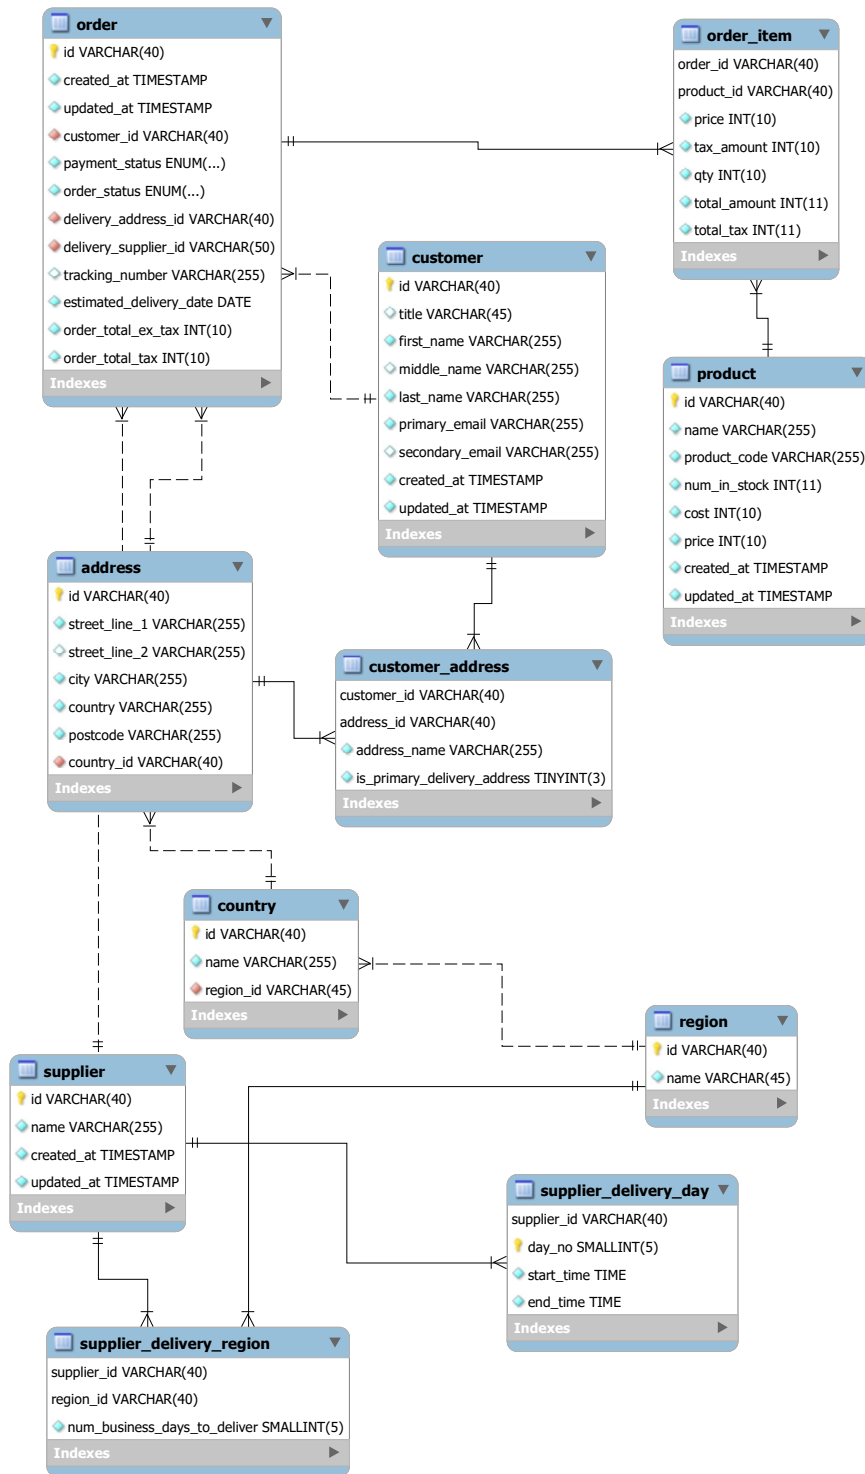 order
id VARCHAR(40)
created_at TIMESTAMP
updated_at TIMESTAMP
customer_id VARCHAR(40)
payment_status ENUM(...)
order_status ENUM(...)
delivery_address_id VARCHAR(40)
delivery_supplier_id VARCHAR(50)
tracking_number VARCHAR(255)
estimated_delivery_date DATE
order_total_ex_tax INT(10)
order_total_tax INT(10)
Indexes
order_item
order_id VARCHAR(40)
product_id VARCHAR(40)
price INT(10)
tax_amount INT(10)
qty INT(10)
total_amount INT(11)
total_tax INT(11)
Indexes
customer
id VARCHAR(40)
title VARCHAR(45)
first_name VARCHAR(255)
middle_name VARCHAR(255)
last_name VARCHAR(255)
primary_email VARCHAR(255)
secondary_email VARCHAR(255)
created_at TIMESTAMP
updated_at TIMESTAMP
Indexes
product
id VARCHAR(40)
name VARCHAR(255)
product_code VARCHAR(255)
num_in_stock INT(11)
cost INT(10)
price INT(10)
created_at TIMESTAMP
updated_at TIMESTAMP
Indexes
address
id VARCHAR(40)
street_line_1 VARCHAR(255)
street_line_2 VARCHAR(255)
city VARCHAR(255)
country VARCHAR(255)
postcode VARCHAR(255)
country_id VARCHAR(40)
Indexes
customer_address
customer_id VARCHAR(40)
address_id VARCHAR(40)
address_name VARCHAR(255)
is_primary_delivery_address TINYINT(3)
Indexes
country
id VARCHAR(40)
name VARCHAR(255)
region_id VARCHAR(45)
Indexes
region
id VARCHAR(40)
name VARCHAR(45)
Indexes
supplier
id VARCHAR(40)
name VARCHAR(255)
created_at TIMESTAMP
updated_at TIMESTAMP
Indexes
supplier_delivery_day
supplier_id VARCHAR(40)
day_no SMALLINT(5)
start_time TIME
end_time TIME
Indexes
supplier_delivery_region
supplier_id VARCHAR(40)
region_id VARCHAR(40)
num_business_days_to_deliver SMALLINT(5)
Indexes